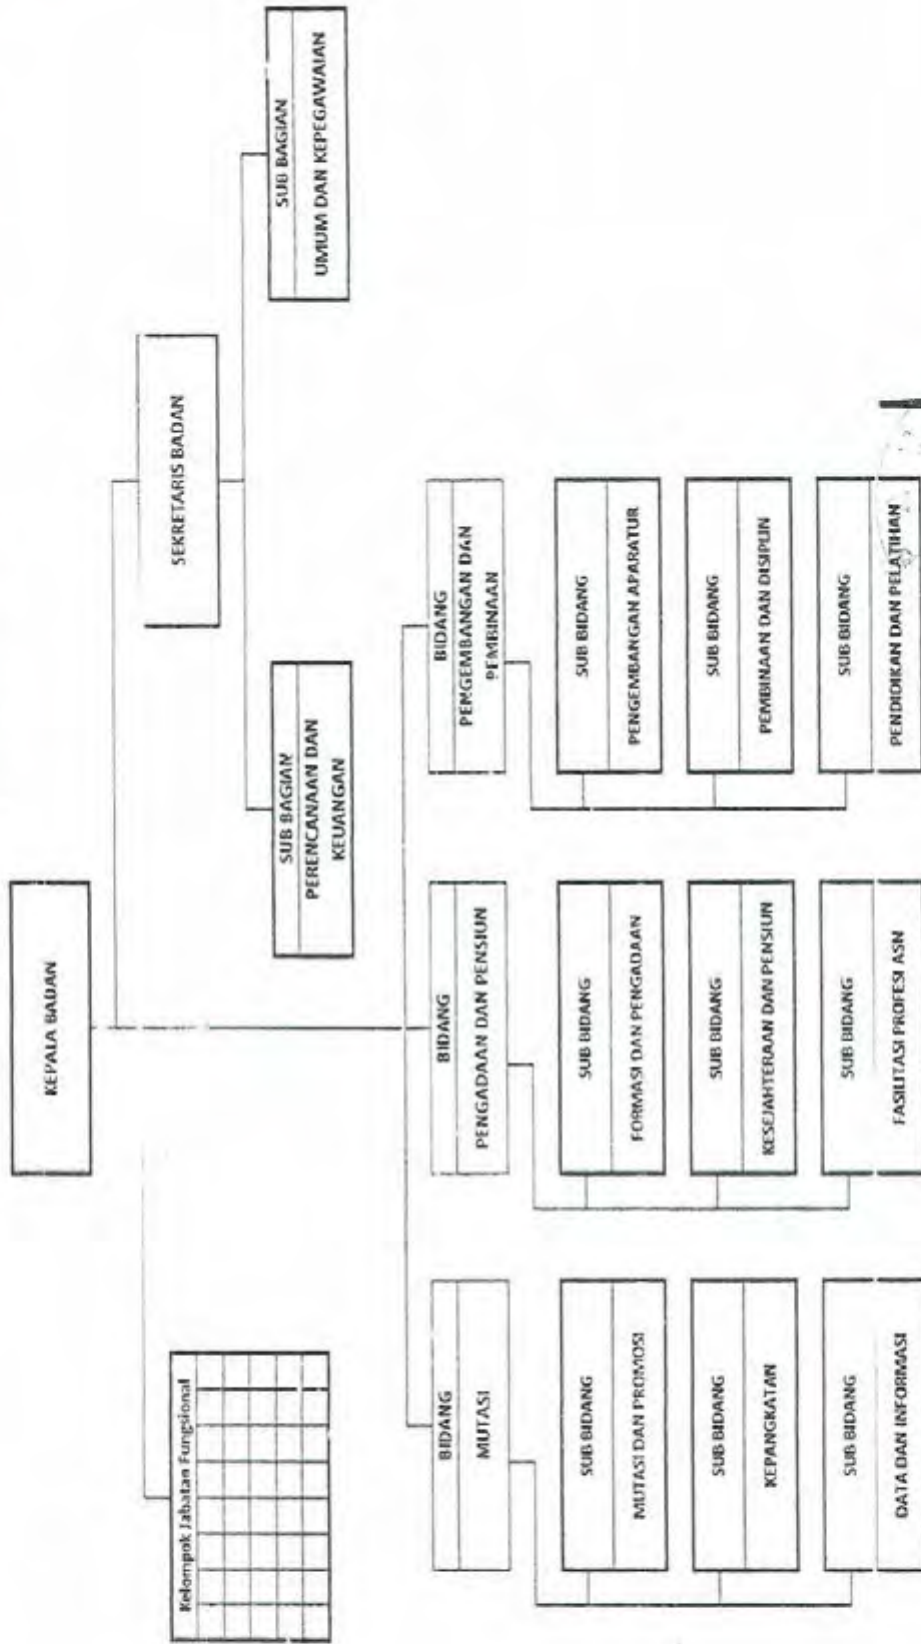 KEPALA BADAN
Kelompok Jabatan Fungsional
SEKRETARIS BADAN
SUB BAGIAN
PERENCANAAN DAN
KEUANGAN
SUB BAGIAN
UMUM DAN KEPEGAWAIAN
BIDANG
MUTASI
SUB BIDANG
MUTASI DAN PROMOSI
SUB BIDANG
KEPANGKATAN
SUB BIDANG
DATA DAN INFORMASI
BIDANG
PENGADAAN DAN PENSIUN
SUB BIDANG
FORMASI DAN PENGADAAN
SUB BIDANG
KESEJAHTERAAN DAN PENSIUN
SUB BIDANG
FASILITASI PROFESI ASN
BIDANG
PENGEMBANGAN DAN
PEMBINAAN
SUB BIDANG
PENGEMBANGAN APARATUR
SUB BIDANG
PEMBINAAN DAN DISIPLIN
SUB BIDANG
PENDIDIKAN DAN PELATIHAN